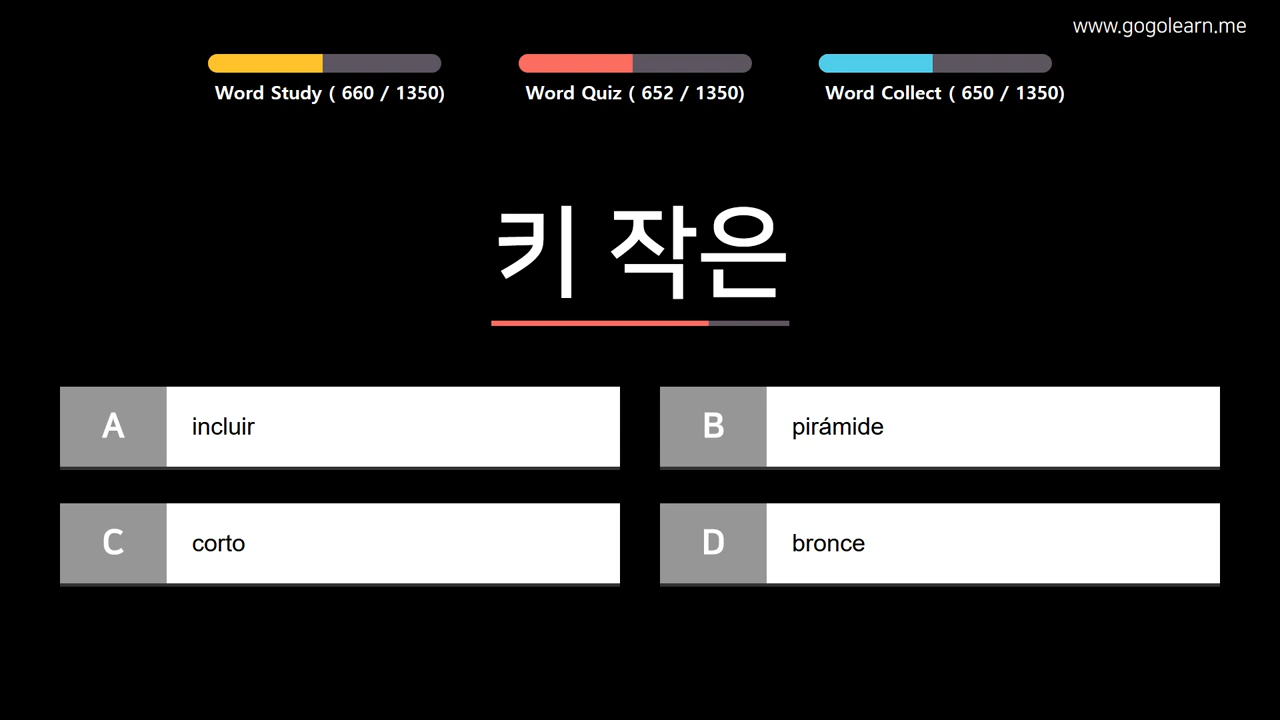 www.gogolearn.me
Word Study ( 660 / 1350)
Word Quiz ( 652 / 1350)
Word Collect ( 650 / 1350)
키 작은
A incluir
B pirámide
C corto
D bronce